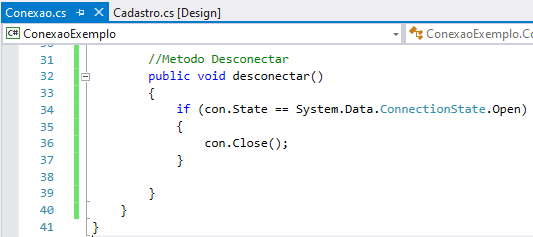 Conexao.cs
Cadastro.cs [Design]
C# ConexaoExemplo
ConexaoExemplo.Co
31 //Metodo Desconectar
32 public void desconectar()
33 {
34 if (con.State == System.Data.ConnectionState.Open)
35 {
36 con.Close();
37 }
38
39 }
40 }
41 }